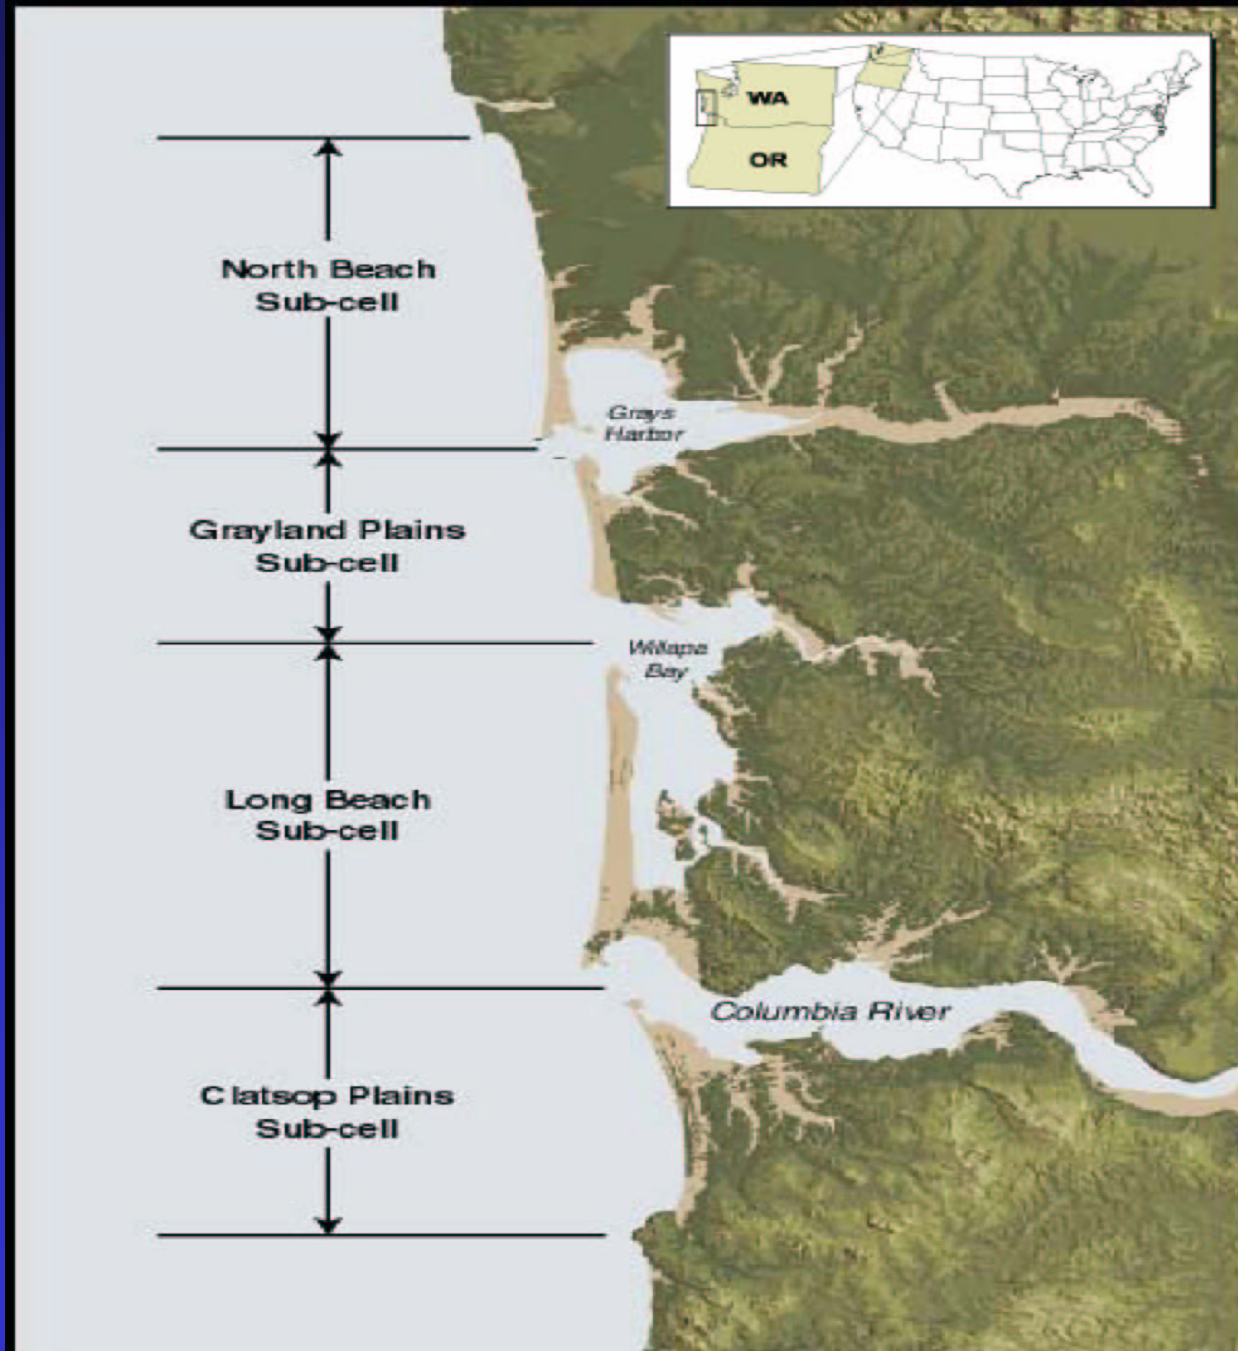 WA
OR
North Beach
Sub-cell
Grays
Harbor
Grayland Plains
Sub-cell
Willapa
Bay
Long Beach
Sub-cell
Columbia River
Clatsop Plains
Sub-cell